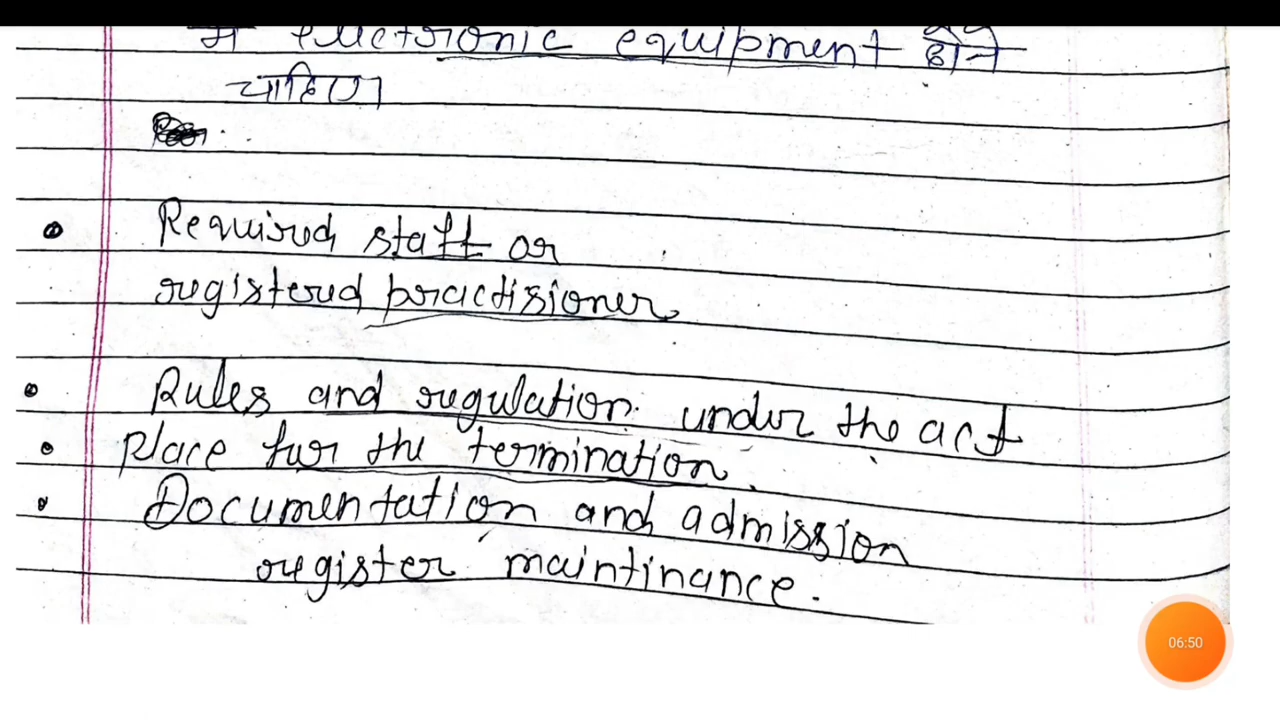 में electronic equipment होने
चाहिए।
Required staff or
registered practisioner
Rules and regulation under the act
Place for the termination.
Documentation and admission
register maintinance.
06:50